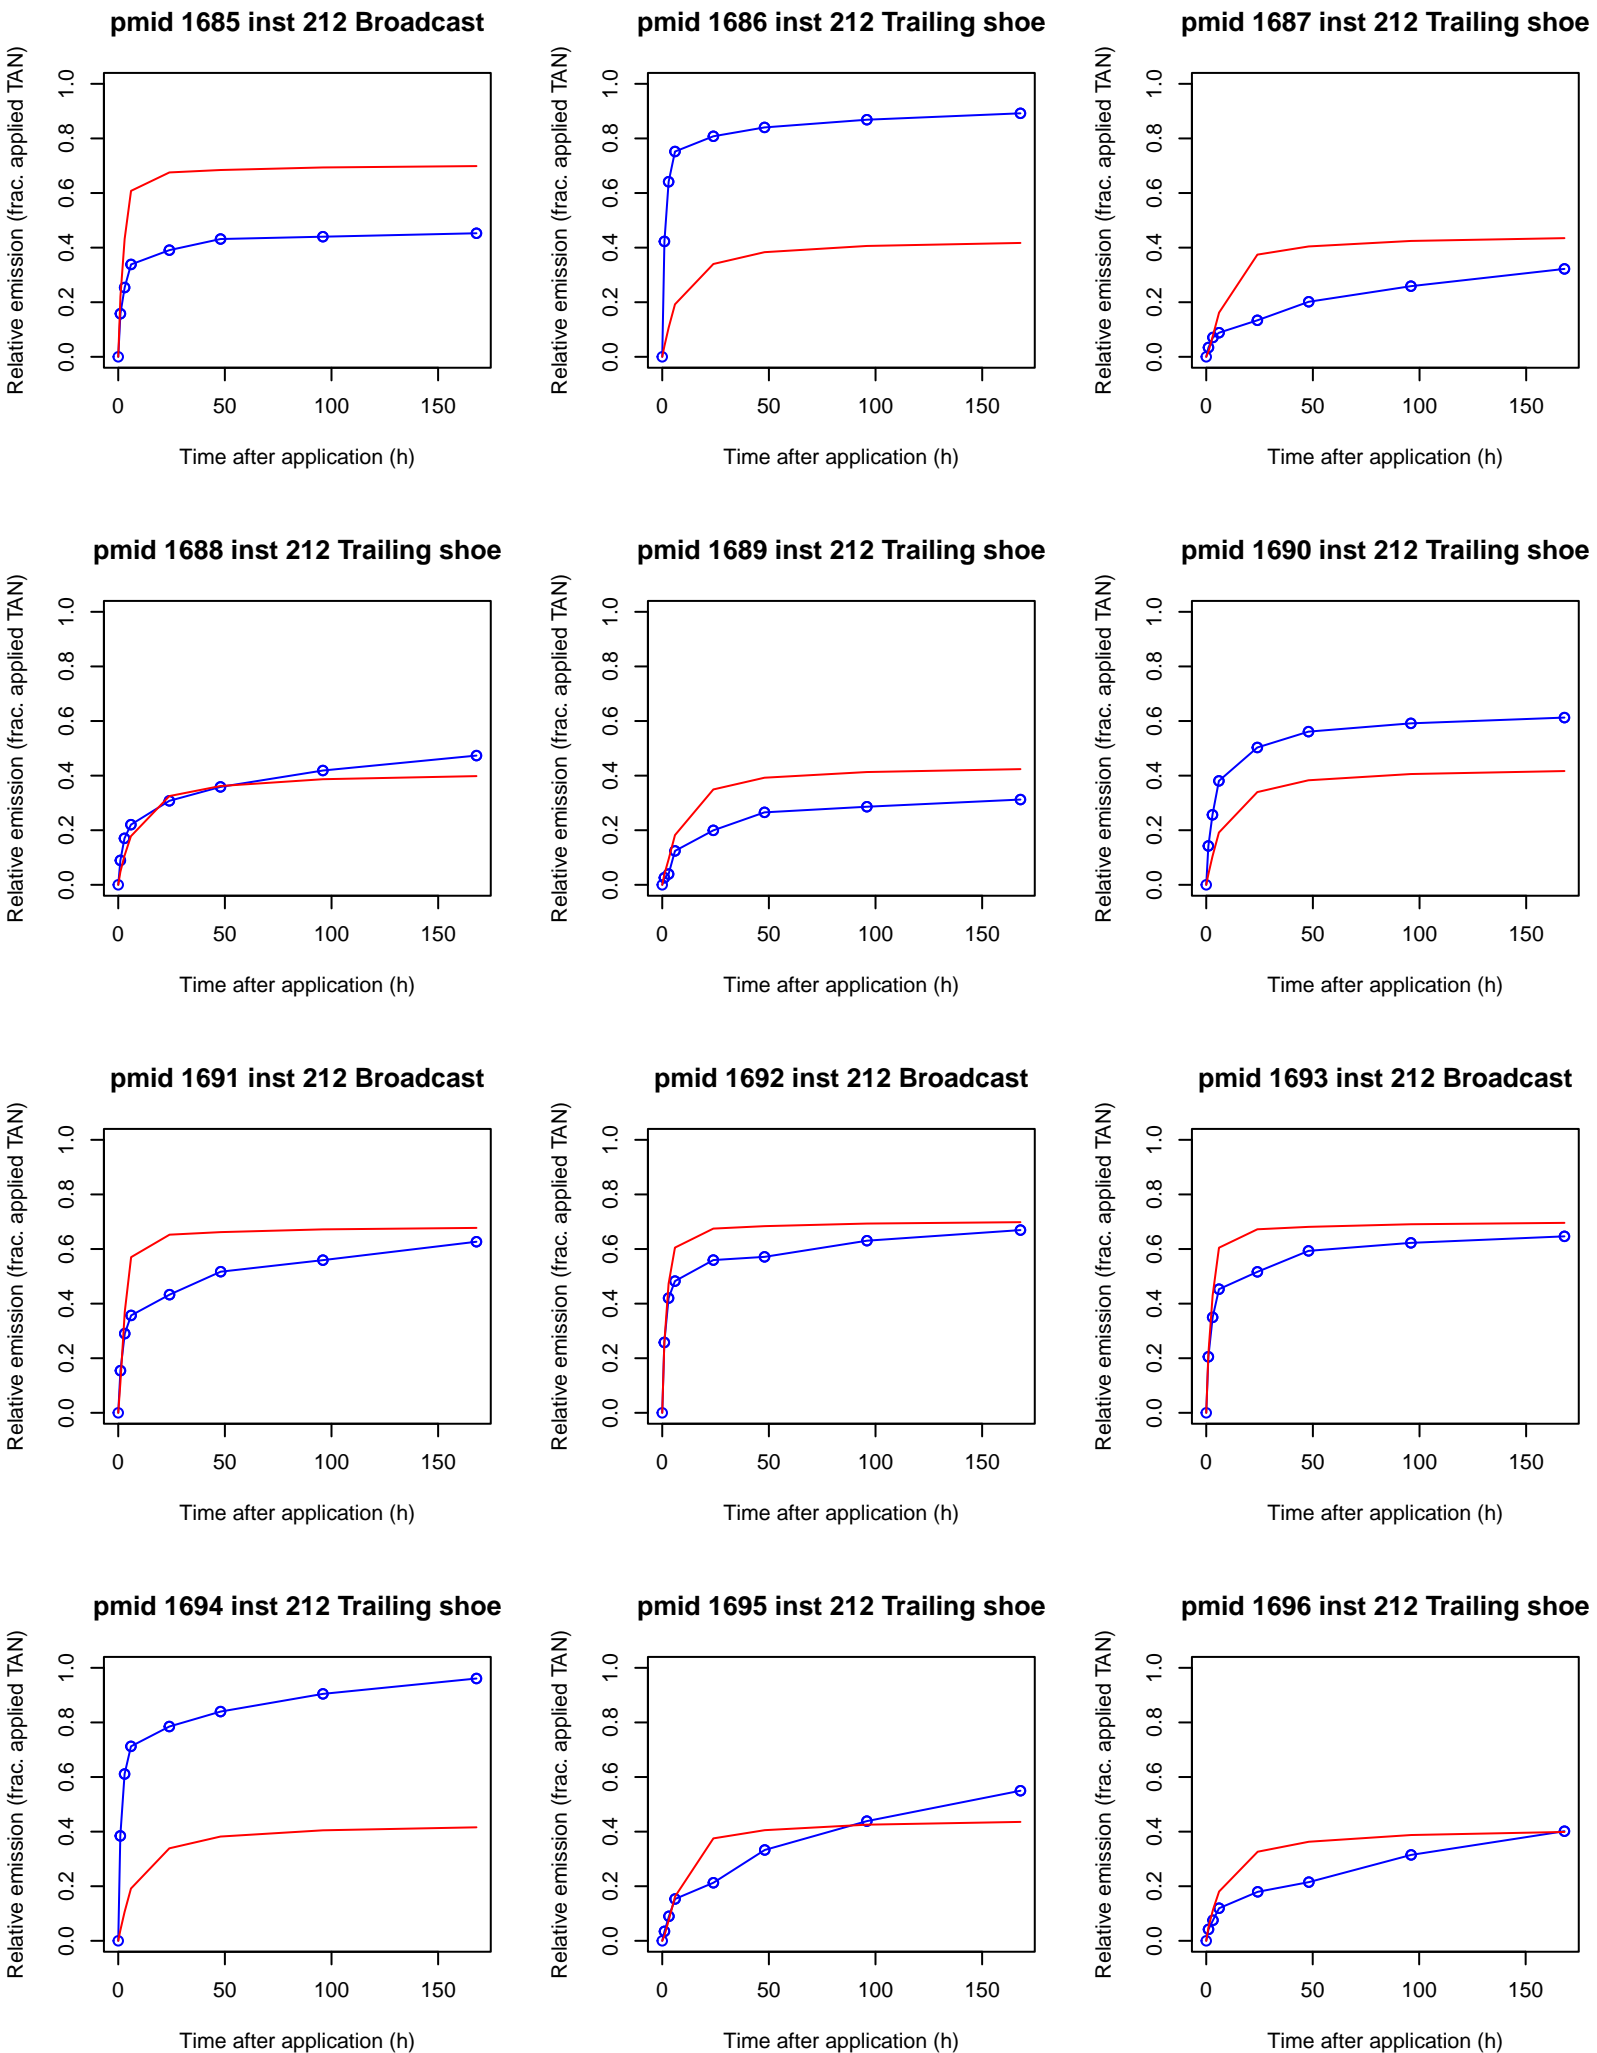 pmid 1685 inst 212 Broadcast
Relative emission (frac. applied TAN)
1.0
0.8
0.6
0.4
0.2
0.0
0 50 100 150
Time after application (h)
pmid 1686 inst 212 Trailing shoe
Relative emission (frac. applied TAN)
1.0
0.8
0.6
0.4
0.2
0.0
0 50 100 150
Time after application (h)
pmid 1687 inst 212 Trailing shoe
Relative emission (frac. applied TAN)
1.0
0.8
0.6
0.4
0.2
0.0
0 50 100 150
Time after application (h)
pmid 1688 inst 212 Trailing shoe
Relative emission (frac. applied TAN)
1.0
0.8
0.6
0.4
0.2
0.0
0 50 100 150
Time after application (h)
pmid 1689 inst 212 Trailing shoe
Relative emission (frac. applied TAN)
1.0
0.8
0.6
0.4
0.2
0.0
0 50 100 150
Time after application (h)
pmid 1690 inst 212 Trailing shoe
Relative emission (frac. applied TAN)
1.0
0.8
0.6
0.4
0.2
0.0
0 50 100 150
Time after application (h)
pmid 1691 inst 212 Broadcast
Relative emission (frac. applied TAN)
1.0
0.8
0.6
0.4
0.2
0.0
0 50 100 150
Time after application (h)
pmid 1692 inst 212 Broadcast
Relative emission (frac. applied TAN)
1.0
0.8
0.6
0.4
0.2
0.0
0 50 100 150
Time after application (h)
pmid 1693 inst 212 Broadcast
Relative emission (frac. applied TAN)
1.0
0.8
0.6
0.4
0.2
0.0
0 50 100 150
Time after application (h)
pmid 1694 inst 212 Trailing shoe
Relative emission (frac. applied TAN)
1.0
0.8
0.6
0.4
0.2
0.0
0 50 100 150
Time after application (h)
pmid 1695 inst 212 Trailing shoe
Relative emission (frac. applied TAN)
1.0
0.8
0.6
0.4
0.2
0.0
0 50 100 150
Time after application (h)
pmid 1696 inst 212 Trailing shoe
Relative emission (frac. applied TAN)
1.0
0.8
0.6
0.4
0.2
0.0
0 50 100 150
Time after application (h)